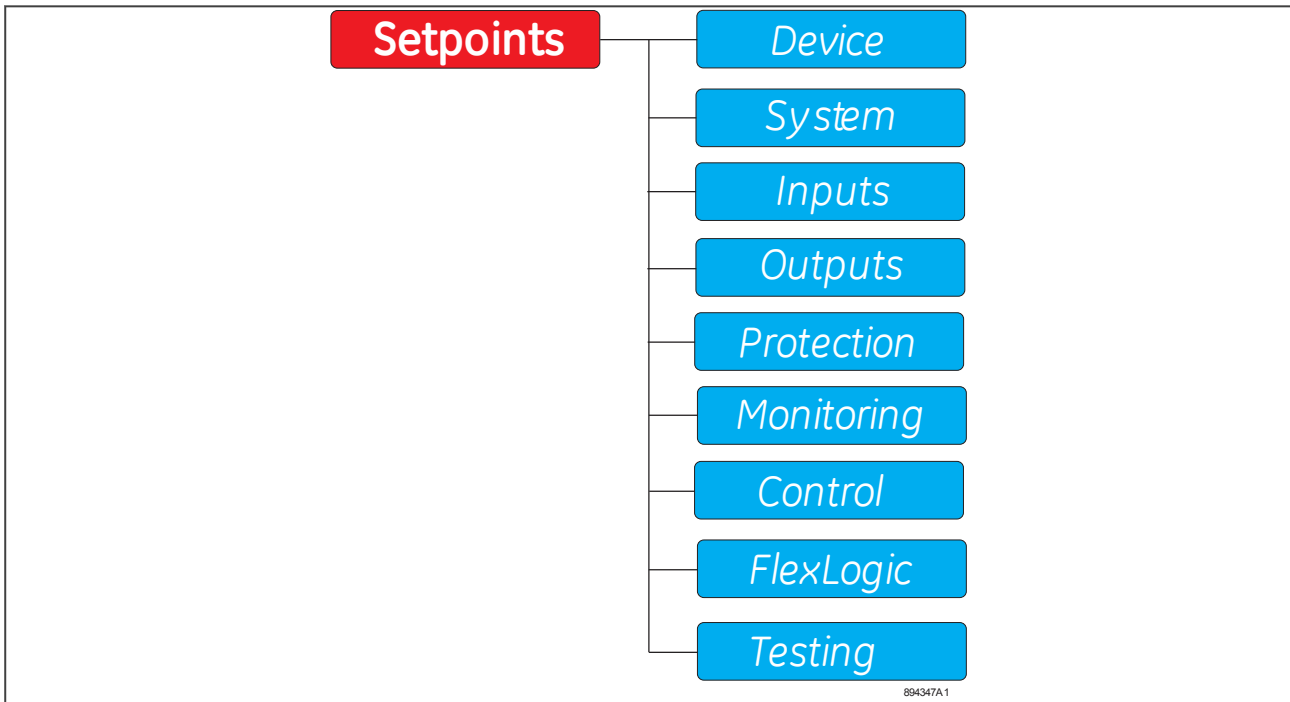 Setpoints
Device
System
Inputs
Outputs
Protection
Monitoring
Control
FlexLogic
Testing
894347A1